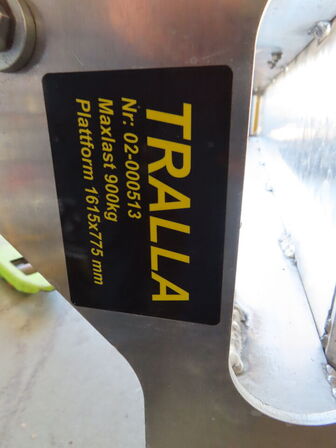 TRALLA
Nr: 02-000513
Maxlast 900kg
Plattform 1615x775 mm